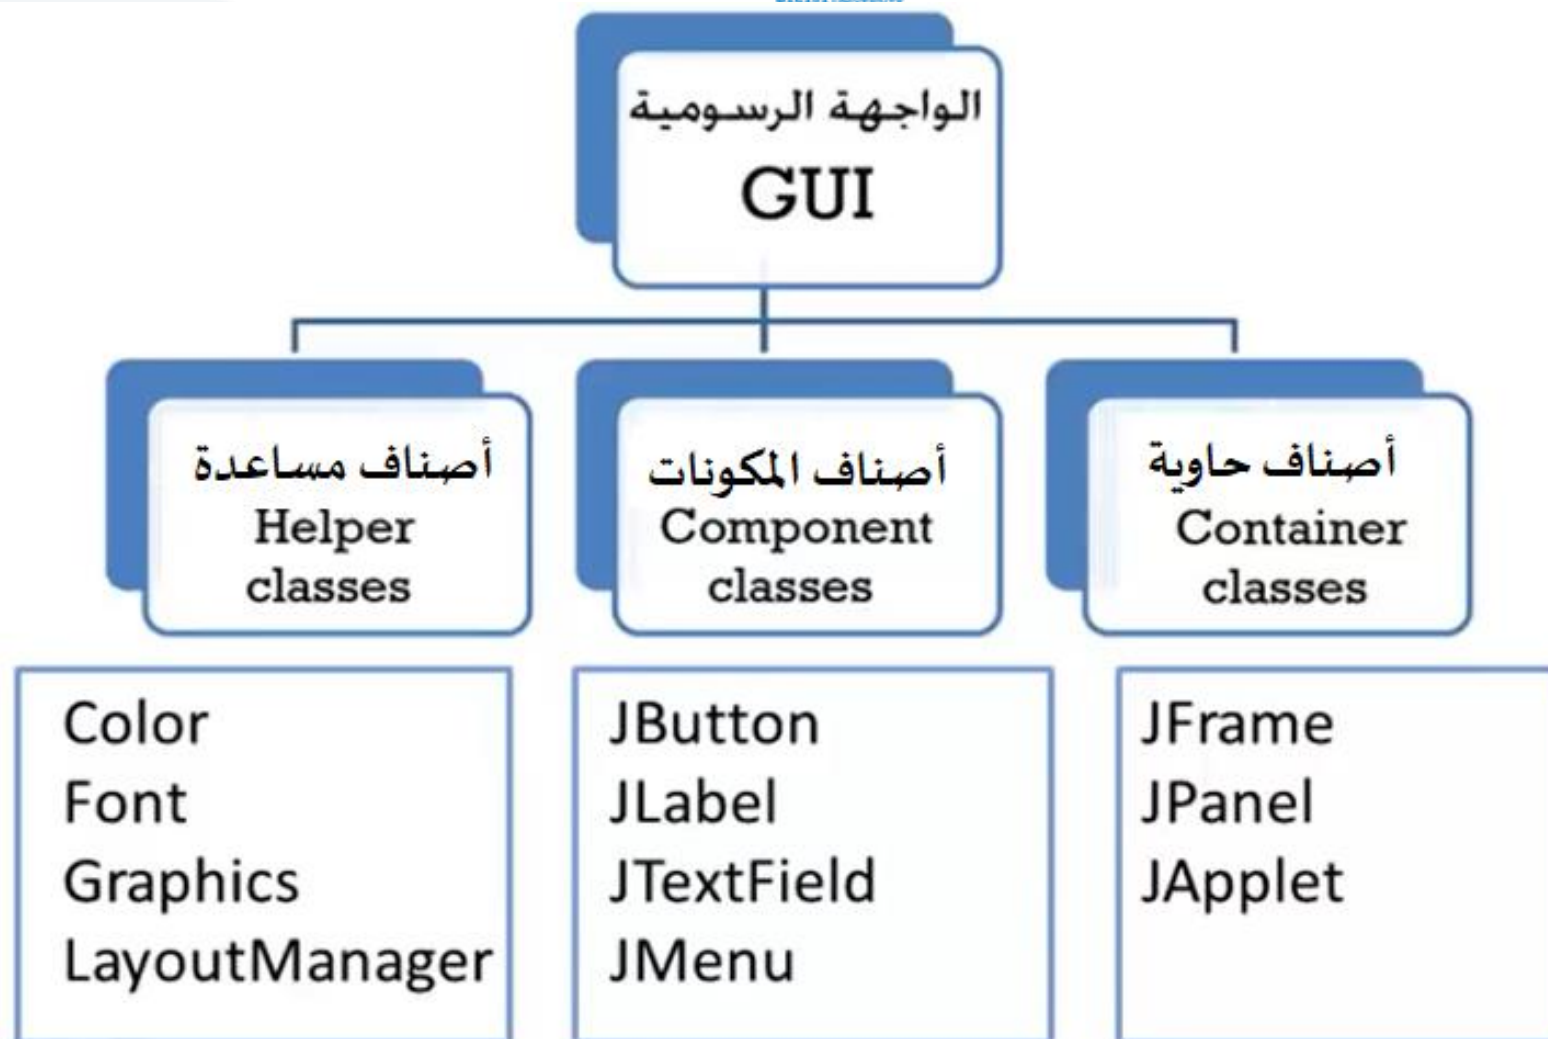 الواجهة الرسومية
GUI
أصناف مساعدة
Helper
classes
أصناف المكونات
Component
classes
أصناف حاوية
Container
classes
Color
Font
Graphics
LayoutManager
JButton
JLabel
JTextField
JMenu
JFrame
JPanel
JApplet